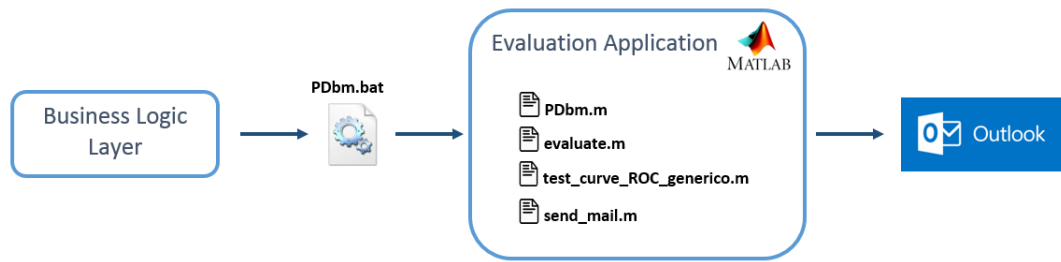 Business Logic
Layer
PDbm.bat
Evaluation Application
MATLAB
PDbm.m
evaluate.m
test_curve_ROC_generico.m
send_mail.m
O
Outlook